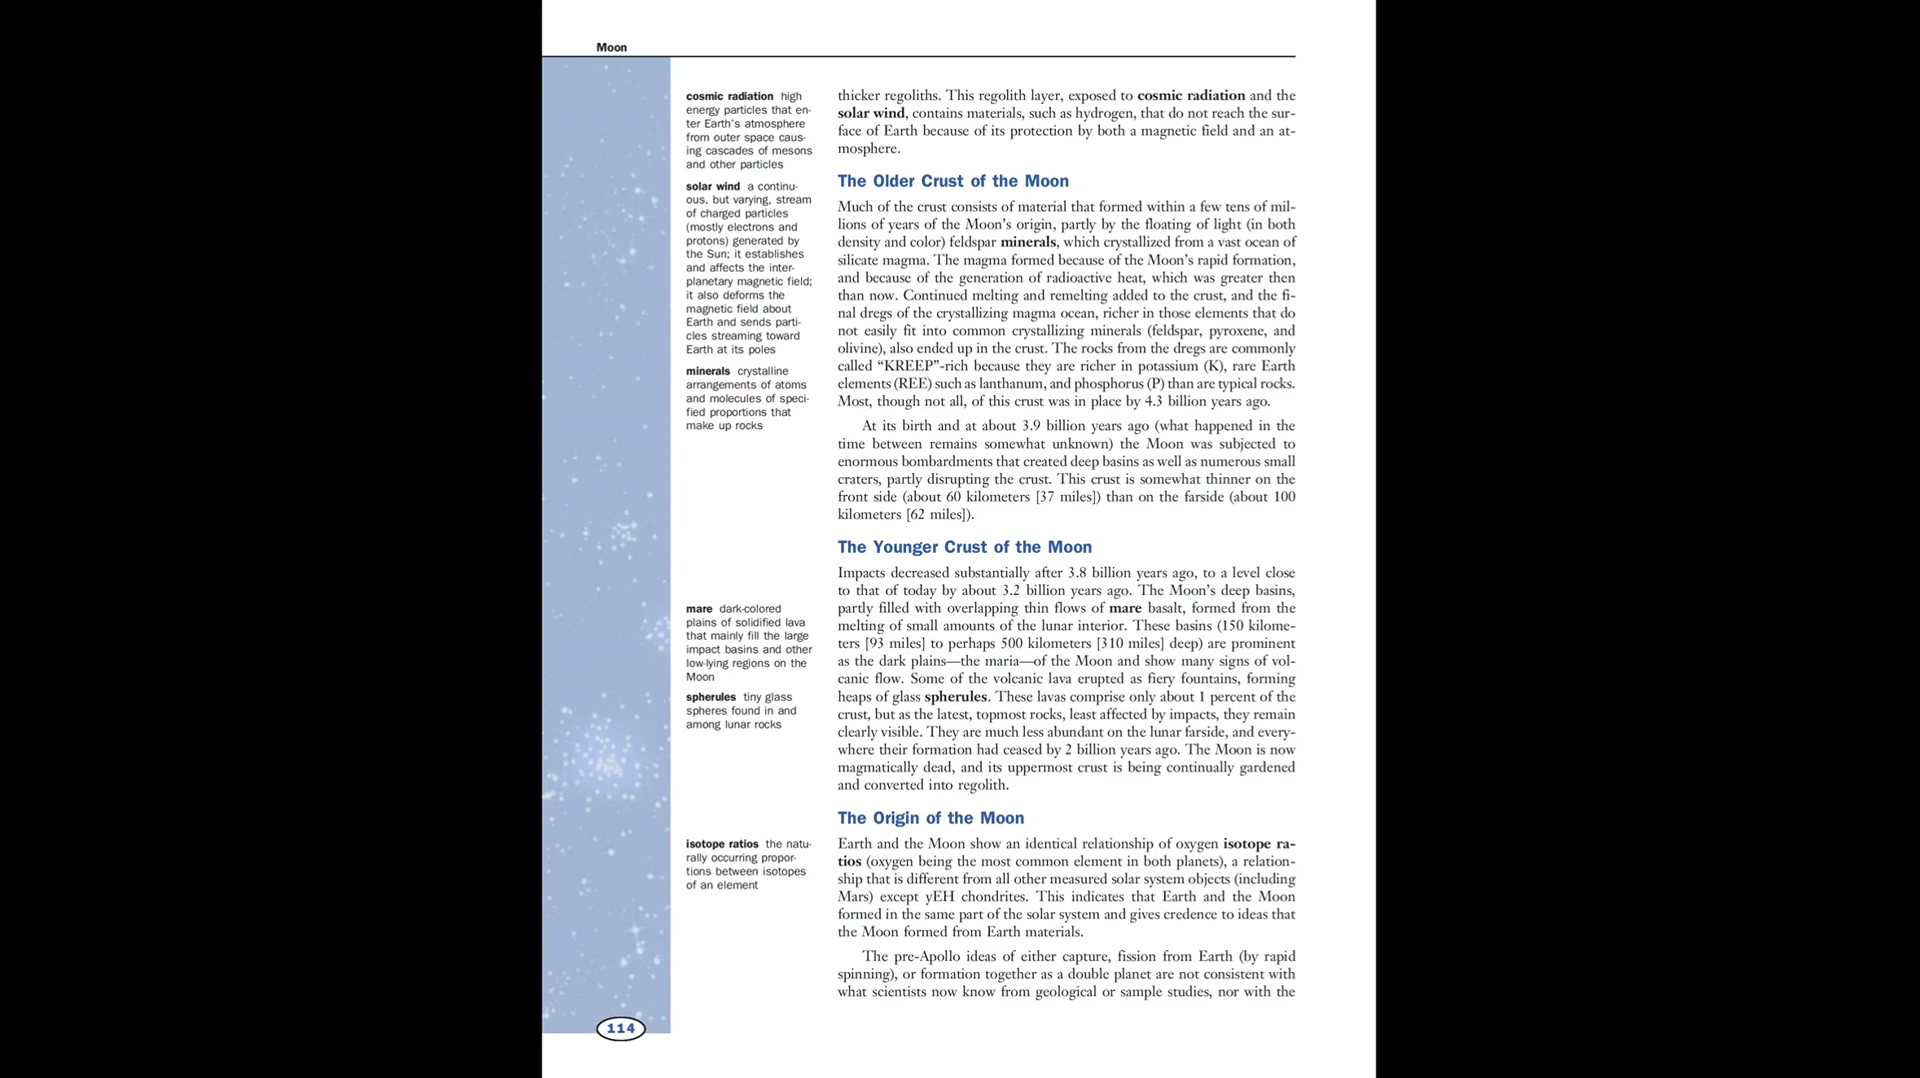 Moon
cosmic radiation high
energy particles that en-
ter Earth's atmosphere
from outer space caus-
ing cascades of mesons
and other particles
solar wind a continu-
ous, but varying, stream
of charged particles
(mostly electrons and
protons) generated by
the Sun; it establishes
and affects the inter-
planetary magnetic field;
it also deforms the
magnetic field about
Earth and sends parti-
cles streaming toward
Earth at its poles
minerals crystalline
arrangements of atoms
and molecules of speci-
fied proportions that
make up rocks
mare dark-colored
plains of solidified lava
that mainly fill the large
impact basins and other
low-lying regions on the
Moon
spherules tiny glass
spheres found in and
among lunar rocks
isotope ratios the natu-
rally occurring propor-
tions between isotopes
of an element
thicker regoliths. This regolith layer, exposed to cosmic radiation and the
solar wind, contains materials, such as hydrogen, that do not reach the sur-
face of Earth because of its protection by both a magnetic field and an at-
mosphere.
The Older Crust of the Moon
Much of the crust consists of material that formed within a few tens of mil-
lions of years of the Moon's origin, partly by the floating of light (in both
density and color) feldspar minerals, which crystallized from a vast ocean of
silicate magma. The magma formed because of the Moon's rapid formation,
and because of the generation of radioactive heat, which was greater then
than now. Continued melting and remelting added to the crust, and the fi-
nal dregs of the crystallizing magma ocean, richer in those elements that do
not easily fit into common crystallizing minerals (feldspar, pyroxene, and
olivine), also ended up in the crust. The rocks from the dregs are commonly
called “KREEP”-rich because they are richer in potassium (K), rare Earth
elements (REE) such as lanthanum, and phosphorus (P) than are typical rocks.
Most, though not all, of this crust was in place by 4.3 billion years ago.
At its birth and at about 3.9 billion years ago (what happened in the
time between remains somewhat unknown) the Moon was subjected to
enormous bombardments that created deep basins as well as numerous small
craters, partly disrupting the crust. This crust is somewhat thinner on the
front side (about 60 kilometers [37 miles]) than on the farside (about 100
kilometers [62 miles]).
The Younger Crust of the Moon
Impacts decreased substantially after 3.8 billion years ago, to a level close
to that of today by about 3.2 billion years ago. The Moon's deep basins,
partly filled with overlapping thin flows of mare basalt, formed from the
melting of small amounts of the lunar interior. These basins (150 kilome-
ters [93 miles] to perhaps 500 kilometers [310 miles] deep) are prominent
as the dark plains—the maria—of the Moon and show many signs of vol-
canic flow. Some of the volcanic lava erupted as fiery fountains, forming
heaps of glass spherules. These lavas comprise only about 1 percent of the
crust, but as the latest, topmost rocks, least affected by impacts, they remain
clearly visible. They are much less abundant on the lunar farside, and every-
where their formation had ceased by 2 billion years ago. The Moon is now
magmatically dead, and its uppermost crust is being continually gardened
and converted into regolith.
The Origin of the Moon
Earth and the Moon show an identical relationship of oxygen isotope ra-
tios (oxygen being the most common element in both planets), a relation-
ship that is different from all other measured solar system objects (including
Mars) except yEH chondrites. This indicates that Earth and the Moon
formed in the same part of the solar system and gives credence to ideas that
the Moon formed from Earth materials.
The pre-Apollo ideas of either capture, fission from Earth (by rapid
spinning), or formation together as a double planet are not consistent with
what scientists now know from geological or sample studies, nor with the
114